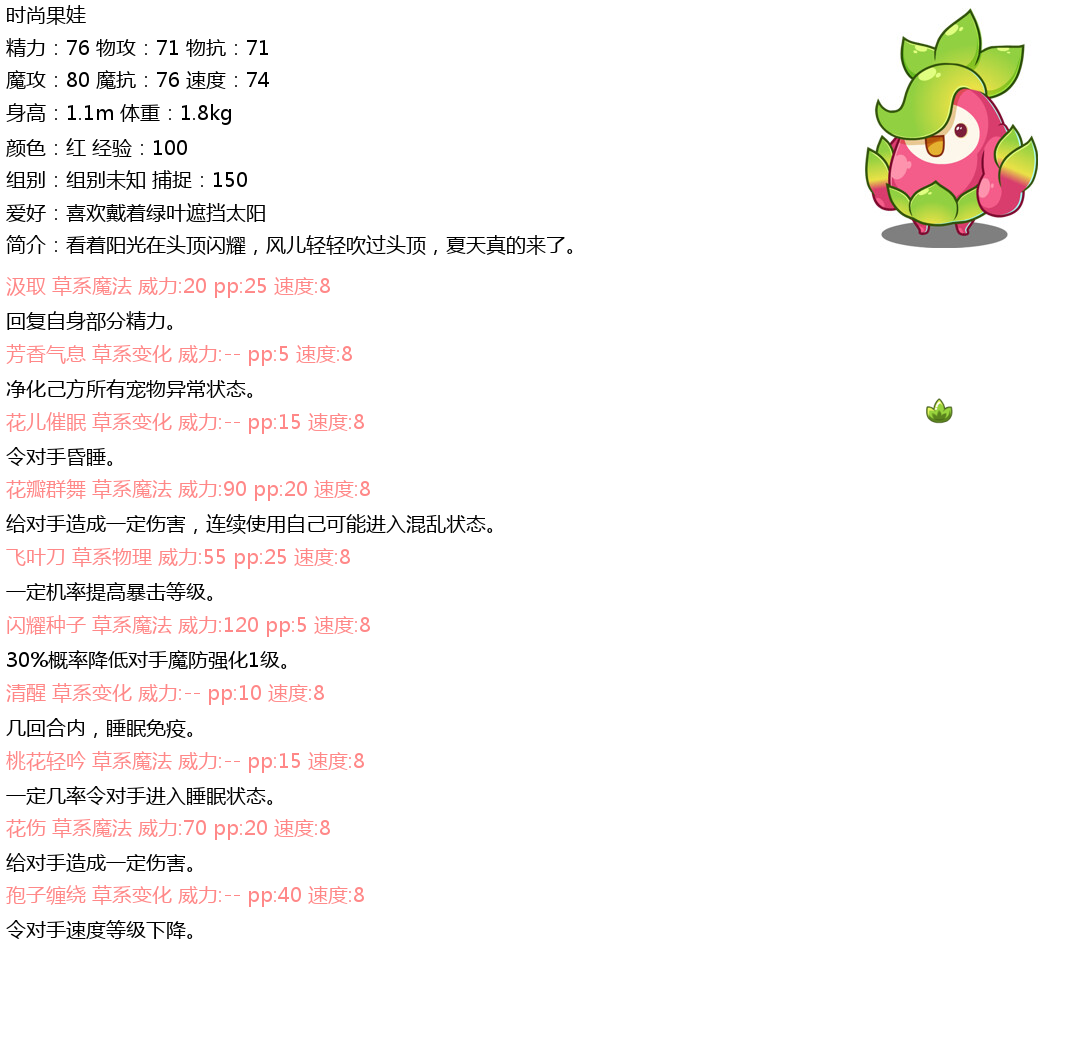 时尚果娃
精力：76 物攻：71 物抗：71
魔攻：80 魔抗：76 速度：74
身高：1.1m 体重：1.8kg
颜色：红 经验：100
组别：组别未知 捕捉：150
爱好：喜欢戴着绿叶遮挡太阳
简介：看着阳光在头顶闪耀，风儿轻轻吹过头顶，夏天真的来了。
汲取 草系魔法 威力:20 pp:25 速度:8
回复自身部分精力。
芳香气息 草系变化 威力:-- pp:5 速度:8
净化己方所有宠物异常状态。
花儿催眠 草系变化 威力:-- pp:15 速度:8
令对手昏睡。
花瓣群舞 草系魔法 威力:90 pp:20 速度:8
给对手造成一定伤害，连续使用自己可能进入混乱状态。
飞叶刀 草系物理 威力:55 pp:25 速度:8
一定机率提高暴击等级。
闪耀种子 草系魔法 威力:120 pp:5 速度:8
30%概率降低对手魔防强化1级。
清醒 草系变化 威力:-- pp:10 速度:8
几回合内，睡眠免疫。
桃花轻吟 草系魔法 威力:-- pp:15 速度:8
一定几率令对手进入睡眠状态。
花伤 草系魔法 威力:70 pp:20 速度:8
给对手造成一定伤害。
孢子缠绕 草系变化 威力:-- pp:40 速度:8
令对手速度等级下降。